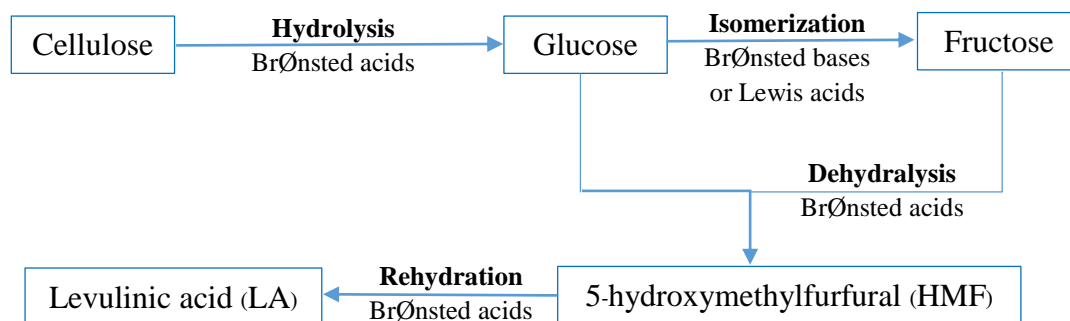 Cellulose
Hydrolysis
BrØnsted acids
Glucose
Isomerization
BrØnsted bases
or Lewis acids
Fructose
Dehydralysis
BrØnsted acids
Levulinic acid (LA)
Rehydration
BrØnsted acids
5-hydroxymethylfurfural (HMF)